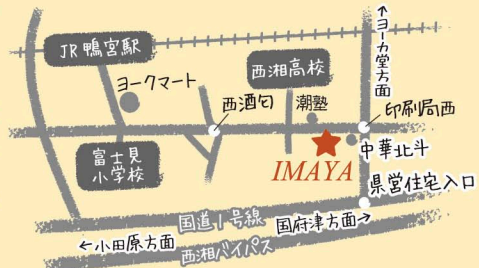 JR鴨宮駅
ヨークマート
西湘高校
←ヨーカ堂方面
西酒匂
潮塾
印刷局西
富士見
小学校
IMAYA
中華北斗
県営住宅入口
国道1号線
国府津方面→
←小田原方面
西湘バイパス